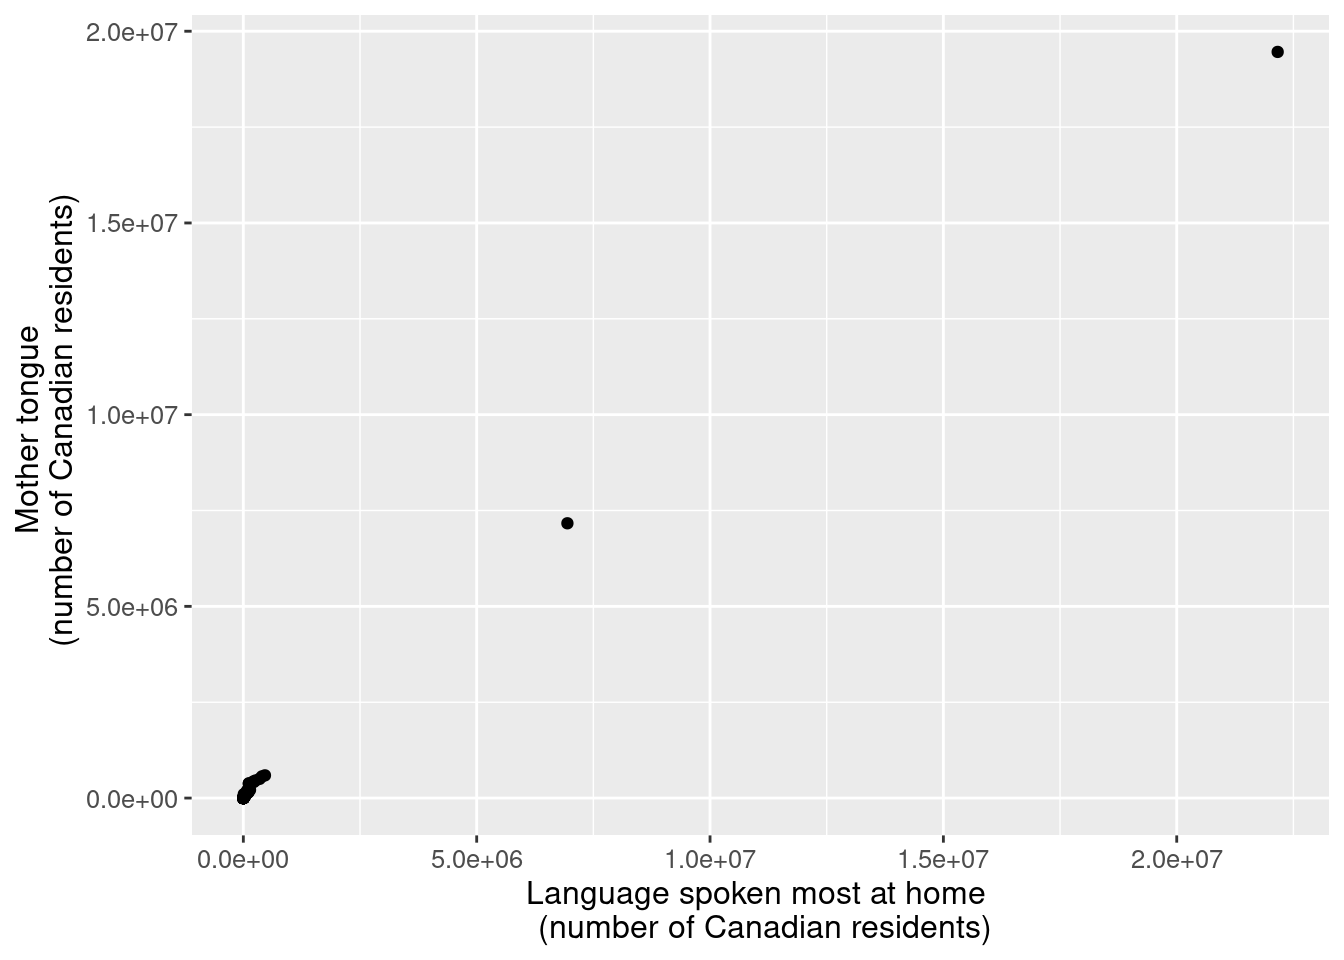 Mother tongue
(number of Canadian residents)
2.0e+07
1.5e+07
1.0e+07
5.0e+06
0.0e+00
0.0e+00 5.0e+06 1.0e+07 1.5e+07 2.0e+07
Language spoken most at home
(number of Canadian residents)